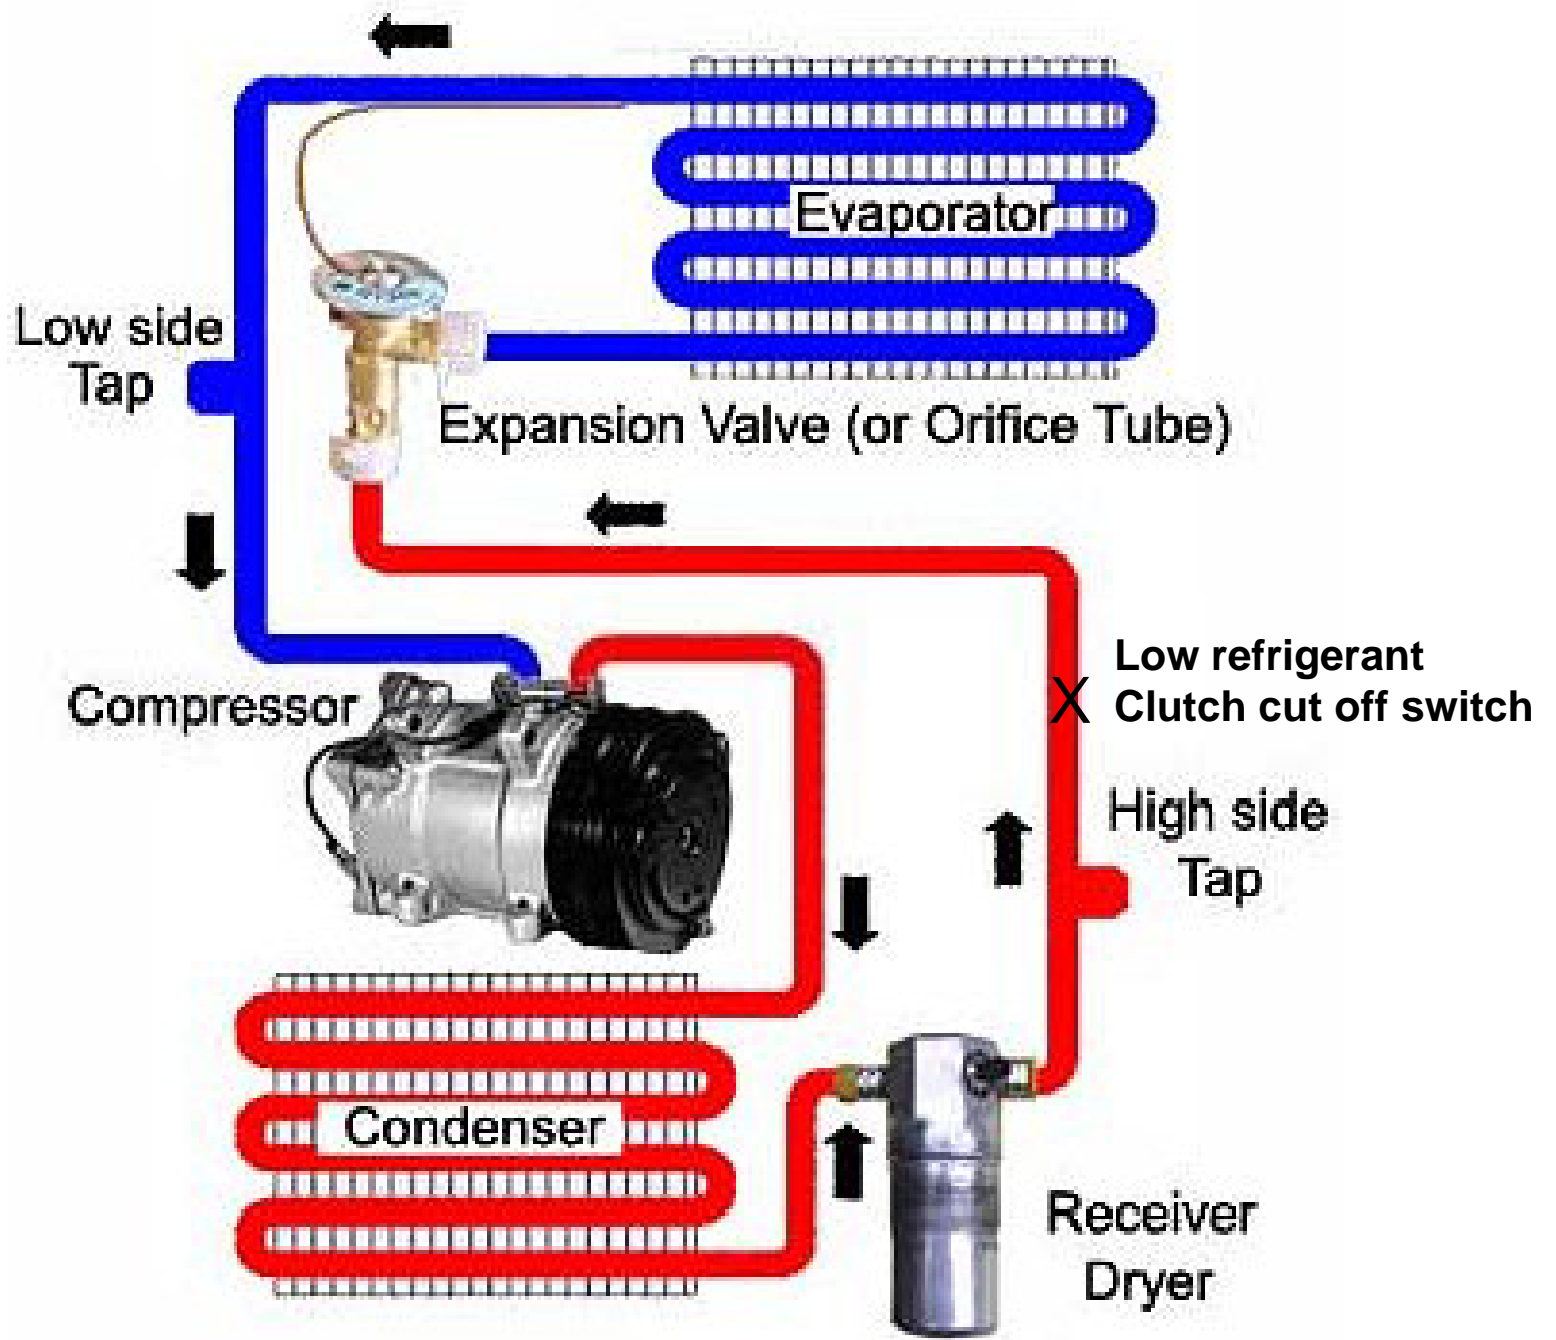 Evaporator
Low side
Tap
Expansion Valve (or Orifice Tube)
Low refrigerant
X Clutch cut off switch
Compressor
High side
Tap
Condenser
Receiver
Dryer